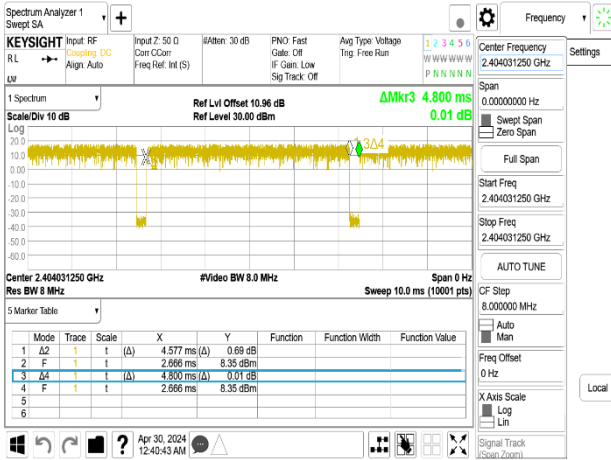 Spectrum Analyzer 1
Swept SA
+
Frequency
KEYSIGHT
RL
Input: RF
Coupling: DC
Align: Auto
Input Z: 50 Ω
Corr CCorr
Freq Ref: Int (S)
#Atten: 30 dB
PNO: Fast
Gate: Off
IF Gain: Low
Sig Track: Off
Avg Type: Voltage
Trig: Free Run
1 2 3 4 5 6
W W W W W W
P N N N N N
1 Spectrum
Scale/Div 10 dB
Ref Lvl Offset 10.96 dB
Ref Level 30.00 dBm
ΔMkr3 4.800 ms
0.01 dB
Log
20.0
10.0
0.00
-10.0
-20.0
-30.0
-40.0
-50.0
-60.0
3Δ4
Center 2.404031250 GHz
Res BW 8 MHz
#Video BW 8.0 MHz
Span 0 Hz
Sweep 10.0 ms (10001 pts)
5 Marker Table
Mode Trace Scale X Y Function Function Width Function Value
1 Δ2 1 t (Δ) 4.577 ms (Δ) 0.69 dB
2 F 1 t 2.666 ms 8.35 dBm
3 Δ4 1 t (Δ) 4.800 ms (Δ) 0.01 dB
4 F 1 t 2.666 ms 8.35 dBm
5
6
?
Apr 30, 2024
12:40:43 AM
Center Frequency
2.404031250 GHz
Span
0.00000000 Hz
Swept Span
Zero Span
Full Span
Start Freq
2.404031250 GHz
Stop Freq
2.404031250 GHz
AUTO TUNE
CF Step
8.000000 MHz
Auto
Man
Freq Offset
0 Hz
X Axis Scale
Log
Lin
Signal Track
(Span Zoom)
Settings
Local